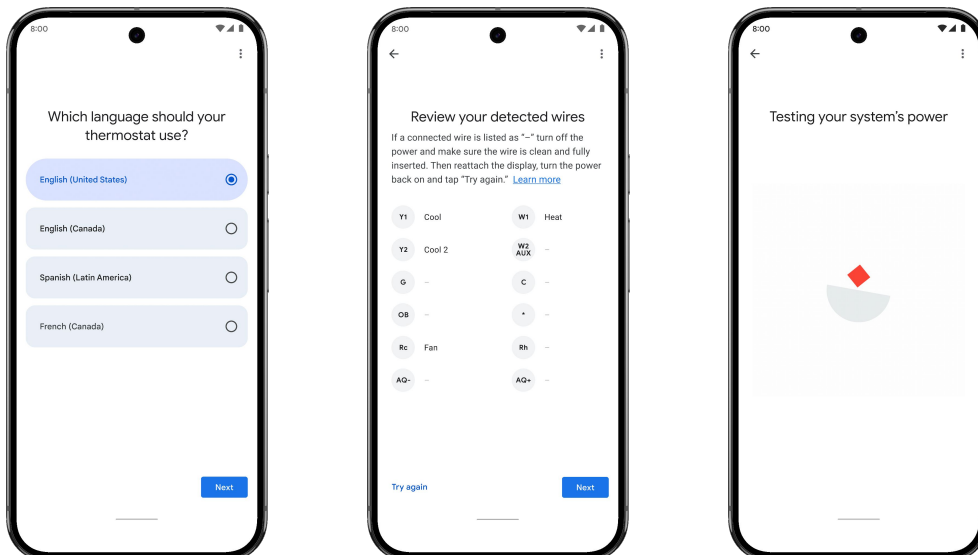 8:00
Which language should your
thermostat use?
English (United States)
English (Canada)
Spanish (Latin America)
French (Canada)
Next
8:00
Review your detected wires
If a connected wire is listed as "–" turn off the
power and make sure the wire is clean and fully
inserted. Then reattach the display, turn the power
back on and tap "Try again." Learn more
Y1 Cool W1 Heat
Y2 Cool 2 W2 AUX –
G – C –
OB – * –
Rc Fan Rh –
AQ- – AQ+ –
Try again Next
8:00
Testing your system's power